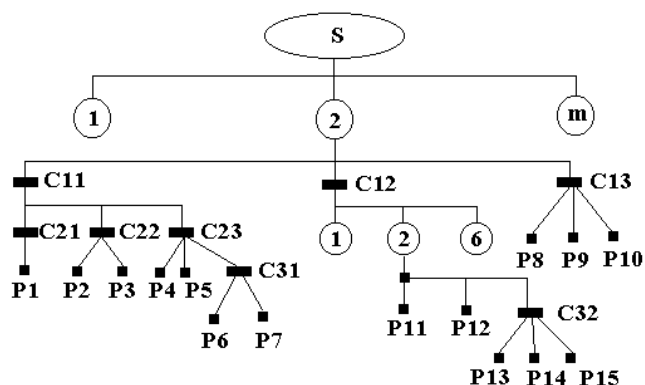 S
1 2 m
C11 C12 C13
C21 C22 C23 1 2 6
P8 P9 P10
C31
P1 P2 P3 P4 P5
P11 P12 C32
P6 P7
P13 P14 P15